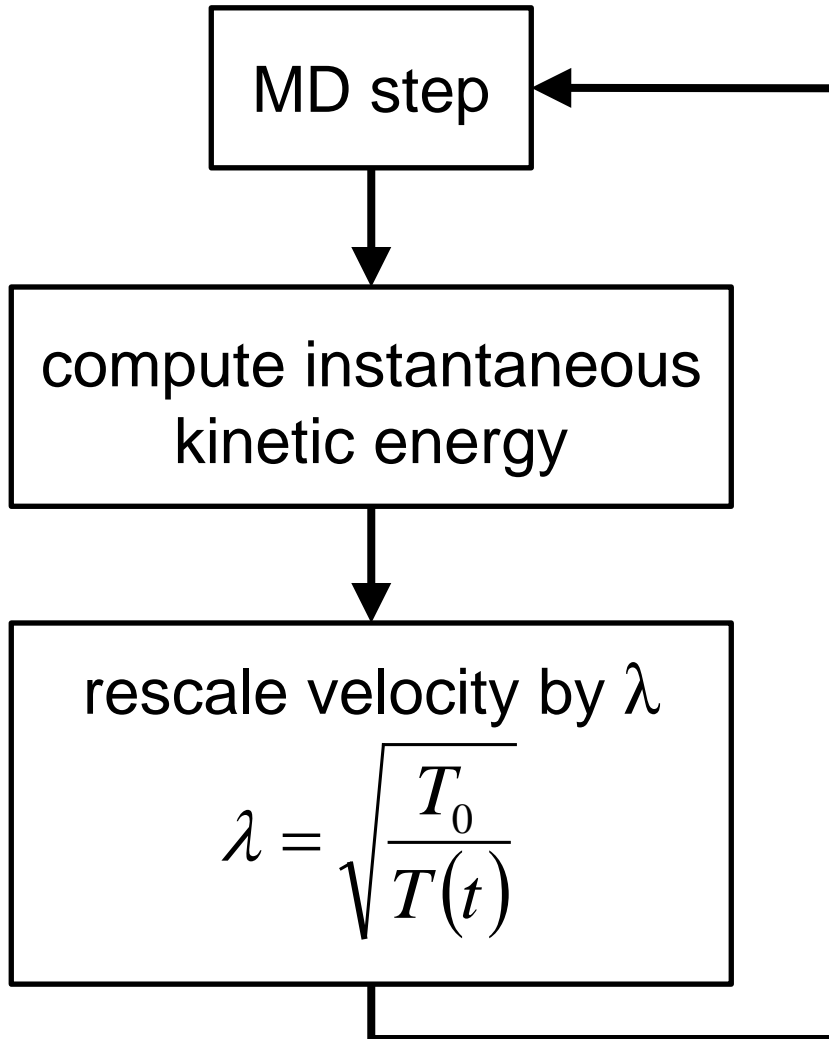 MD step
compute instantaneous
kinetic energy
rescale velocity by λ
λ = √(T₀ / T(t))